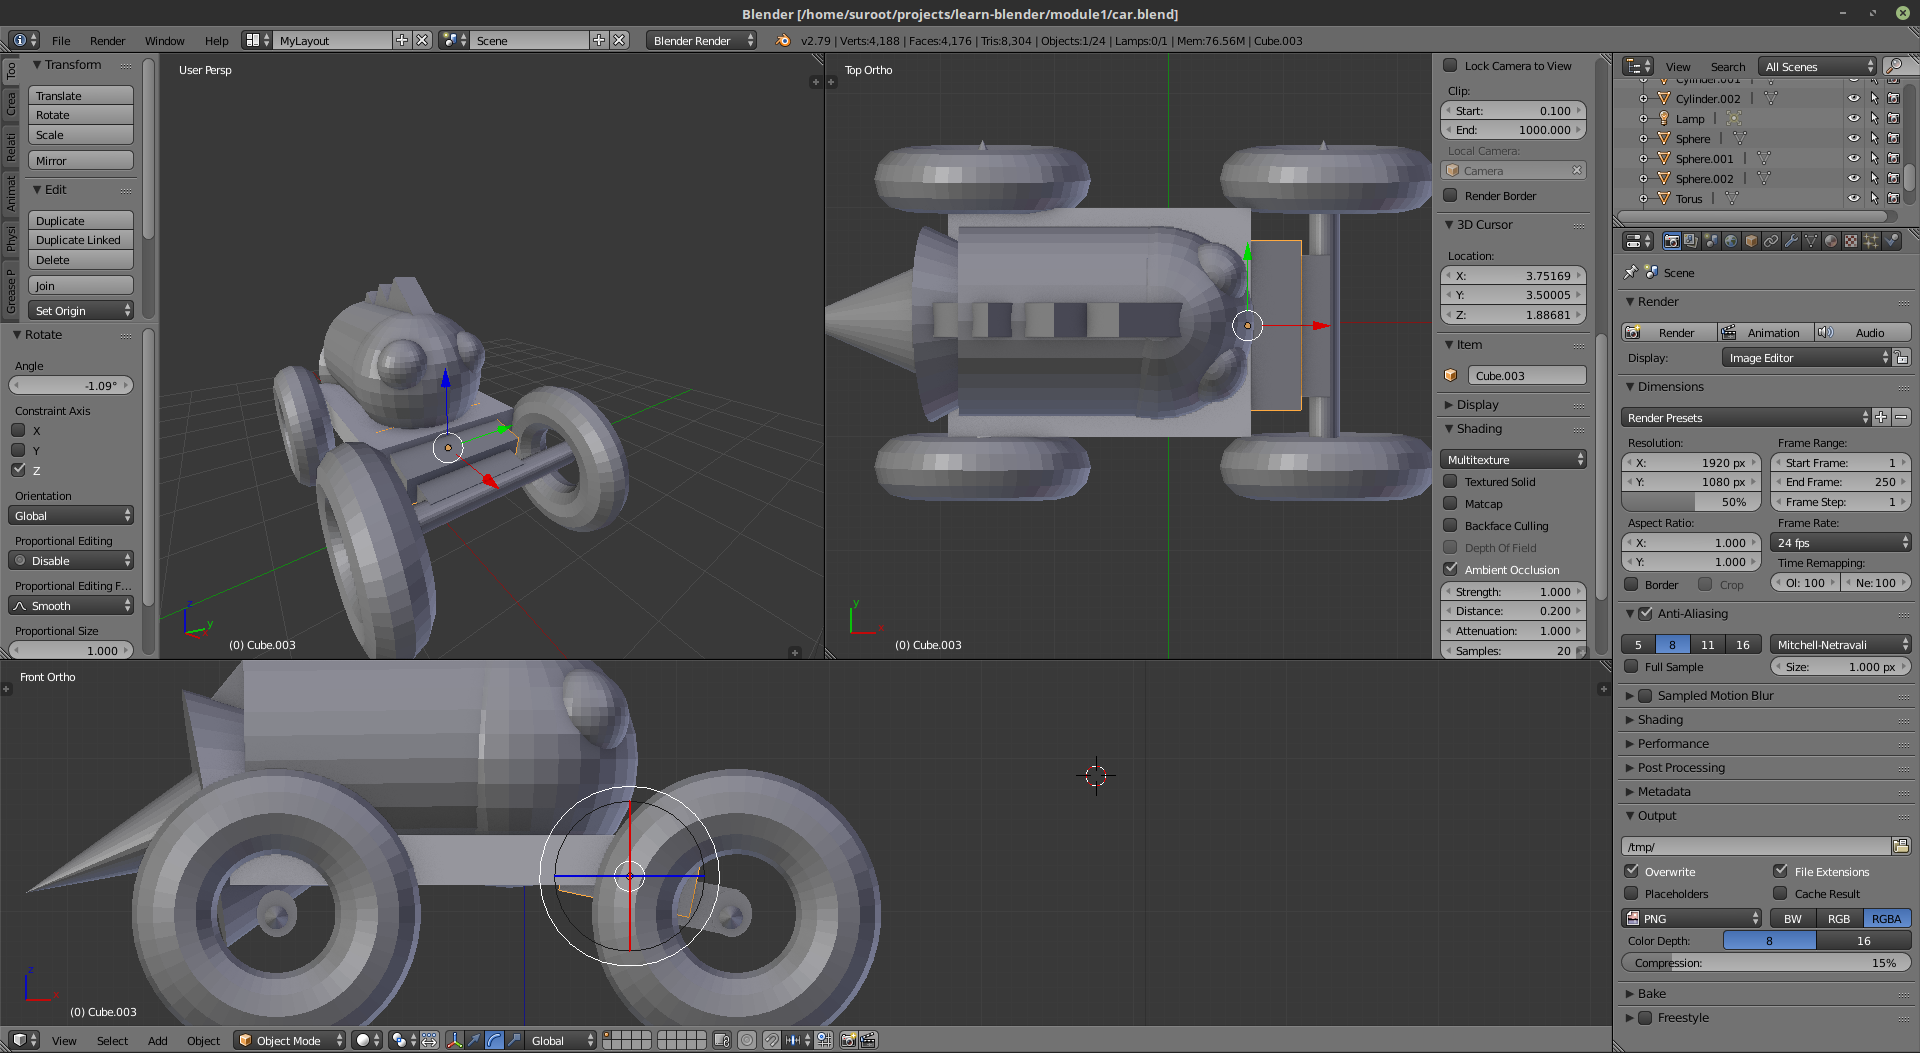 Blender [/home/suroot/projects/learn-blender/module1/car.blend]
File Render Window Help MyLayout Scene Blender Render v2.79 | Verts:4,188 | Faces:4,176 | Tris:8,304 | Objects:1/24 | Lamps:0/1 | Mem:76.56M | Cube.003
Too
Crea
Relati
Animat
Physi
Grease P
Transform
Translate
Rotate
Scale
Mirror
Edit
Duplicate
Duplicate Linked
Delete
Join
Set Origin
Rotate
Angle
-1.09°
Constraint Axis
X
Y
Z
Orientation
Global
Proportional Editing
Disable
Proportional Editing F...
Smooth
Proportional Size
1.000
User Persp
z
y
(0) Cube.003
Top Ortho
y
x
(0) Cube.003
Lock Camera to View
Clip:
Start: 0.100
End: 1000.000
Local Camera:
Camera
Render Border
3D Cursor
Location:
X: 3.75169
Y: 3.50005
Z: 1.88681
Item
Cube.003
Display
Shading
Multitexture
Textured Solid
Matcap
Backface Culling
Depth Of Field
Ambient Occlusion
Strength: 1.000
Distance: 0.200
Attenuation: 1.000
Samples: 20
Front Ortho
z
x
(0) Cube.003
View Select Add Object Object Mode Global
View Search All Scenes
Cylinder.001
Cylinder.002
Lamp
Sphere
Sphere.001
Sphere.002
Torus
Scene
Render
Render Animation Audio
Display: Image Editor
Dimensions
Render Presets
Resolution: Frame Range:
X: 1920 px Start Frame: 1
Y: 1080 px End Frame: 250
50% Frame Step: 1
Aspect Ratio: Frame Rate:
X: 1.000 24 fps
Y: 1.000 Time Remapping:
Border Crop Ol: 100 Ne: 100
Anti-Aliasing
5 8 11 16 Mitchell-Netravali
Full Sample Size: 1.000 px
Sampled Motion Blur
Shading
Performance
Post Processing
Metadata
Output
/tmp/
Overwrite File Extensions
Placeholders Cache Result
PNG BW RGB RGBA
Color Depth: 8 16
Compression: 15%
Bake
Freestyle